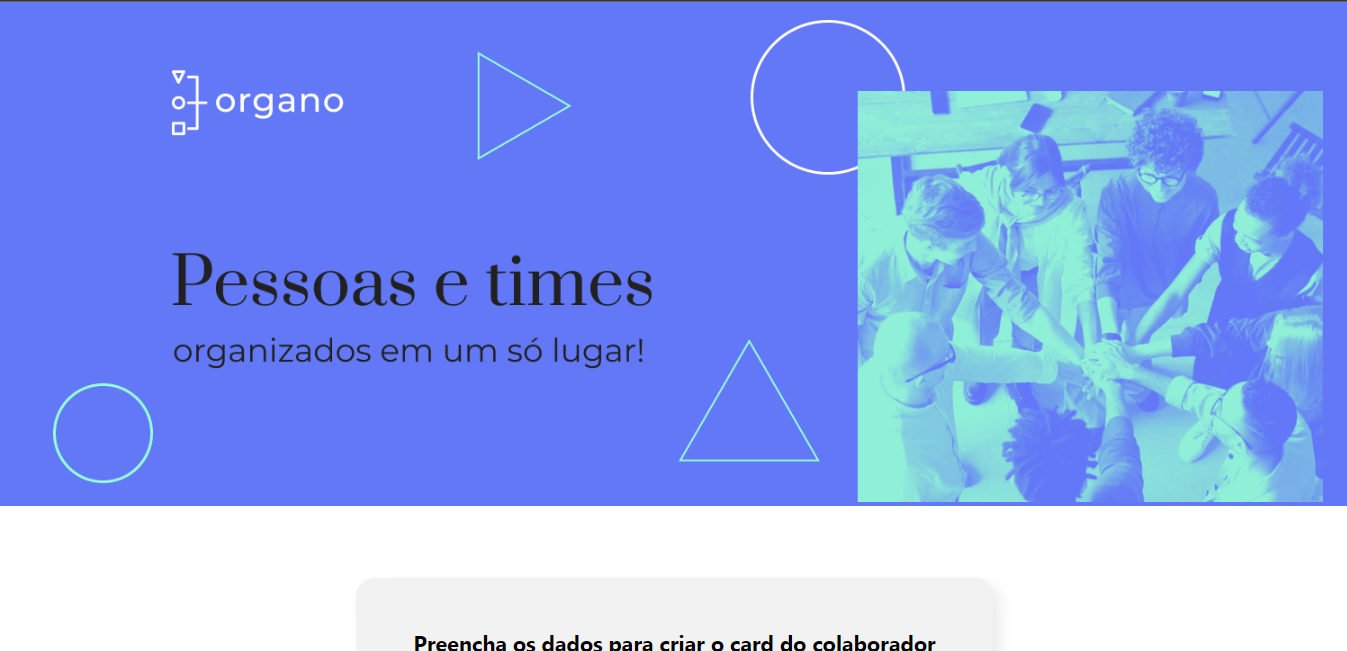 organo
Pessoas e times
organizados em um só lugar!
Preencha os dados para criar o card do colaborador